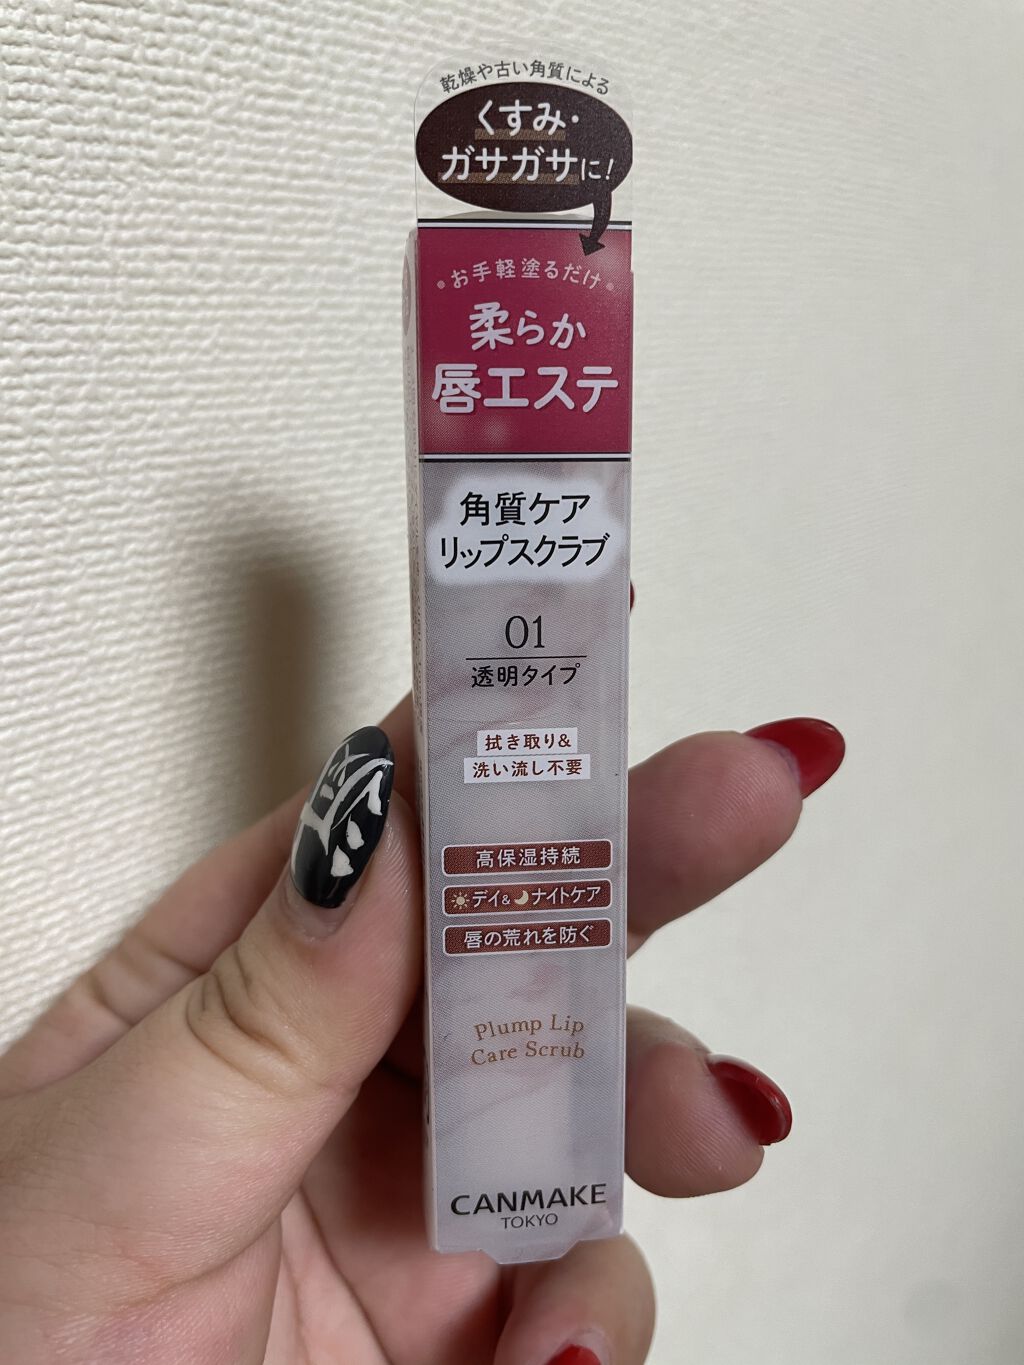 乾燥や古い角質による
くすみ・
ガサガサに!
お手軽塗るだけ
柔らか
唇エステ
角質ケア
リップスクラブ
01
透明タイプ
拭き取り&
洗い流し不要
高保湿持続
デイ&ナイトケア
唇の荒れを防ぐ
Plump Lip
Care Scrub
CANMAKE
TOKYO